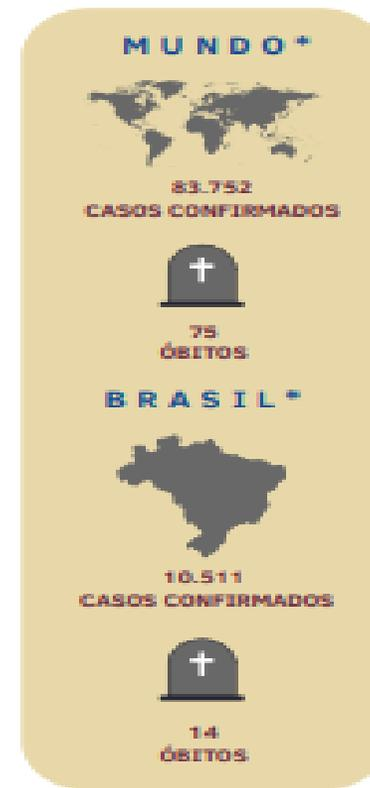 MUNDO*
83.752
CASOS CONFIRMADOS
75
ÓBITOS
BRASIL*
10.511
CASOS CONFIRMADOS
14
ÓBITOS